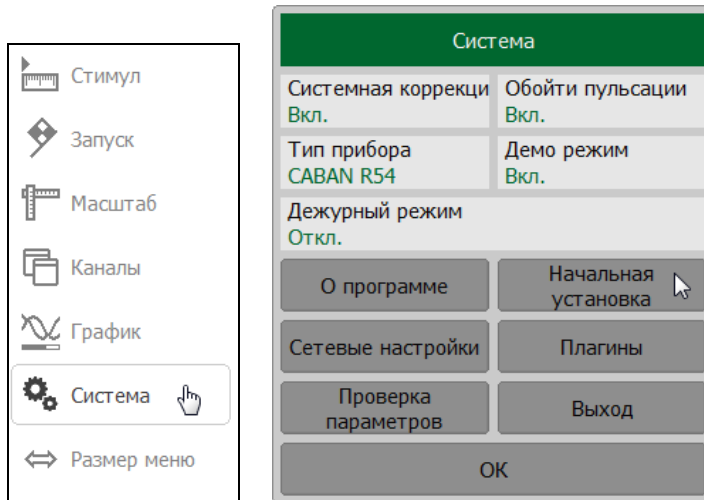 Стимул
Запуск
Масштаб
Каналы
График
Система
Размер меню
Система
Системная коррекци
Вкл.
Обойти пульсации
Вкл.
Тип прибора
CABAN R54
Демо режим
Вкл.
Дежурный режим
Откл.
О программе
Начальная
установка
Сетевые настройки
Плагины
Проверка
параметров
Выход
ОК